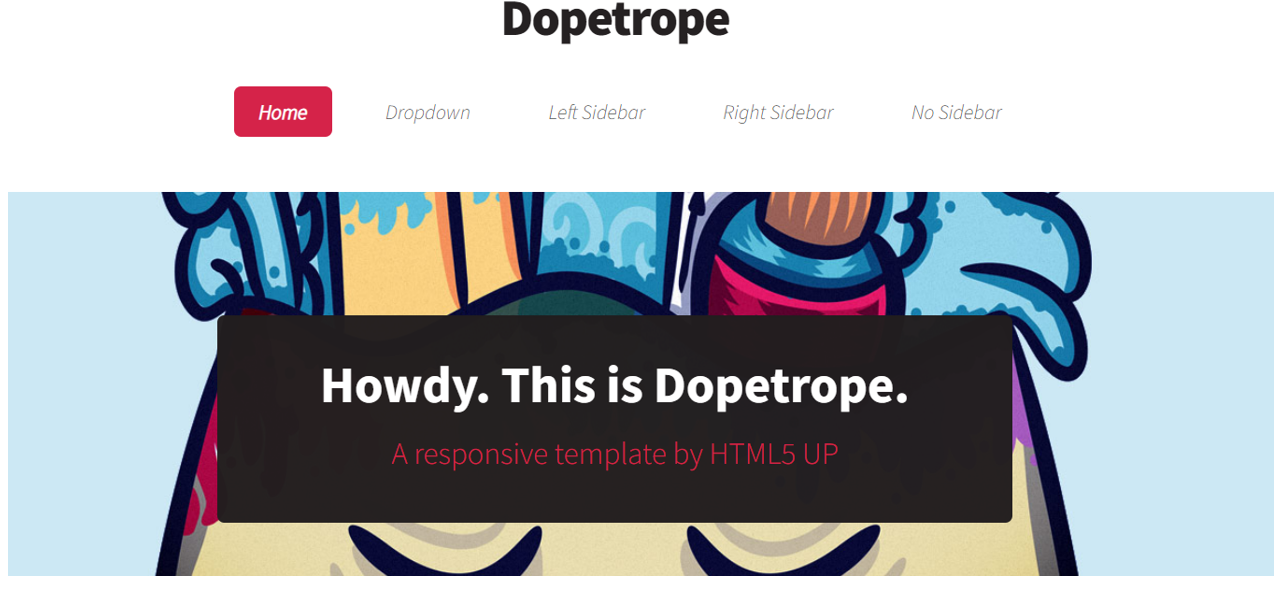 Dopetrope
Home Dropdown Left Sidebar Right Sidebar No Sidebar
Howdy. This is Dopetrope.
A responsive template by HTML5 UP